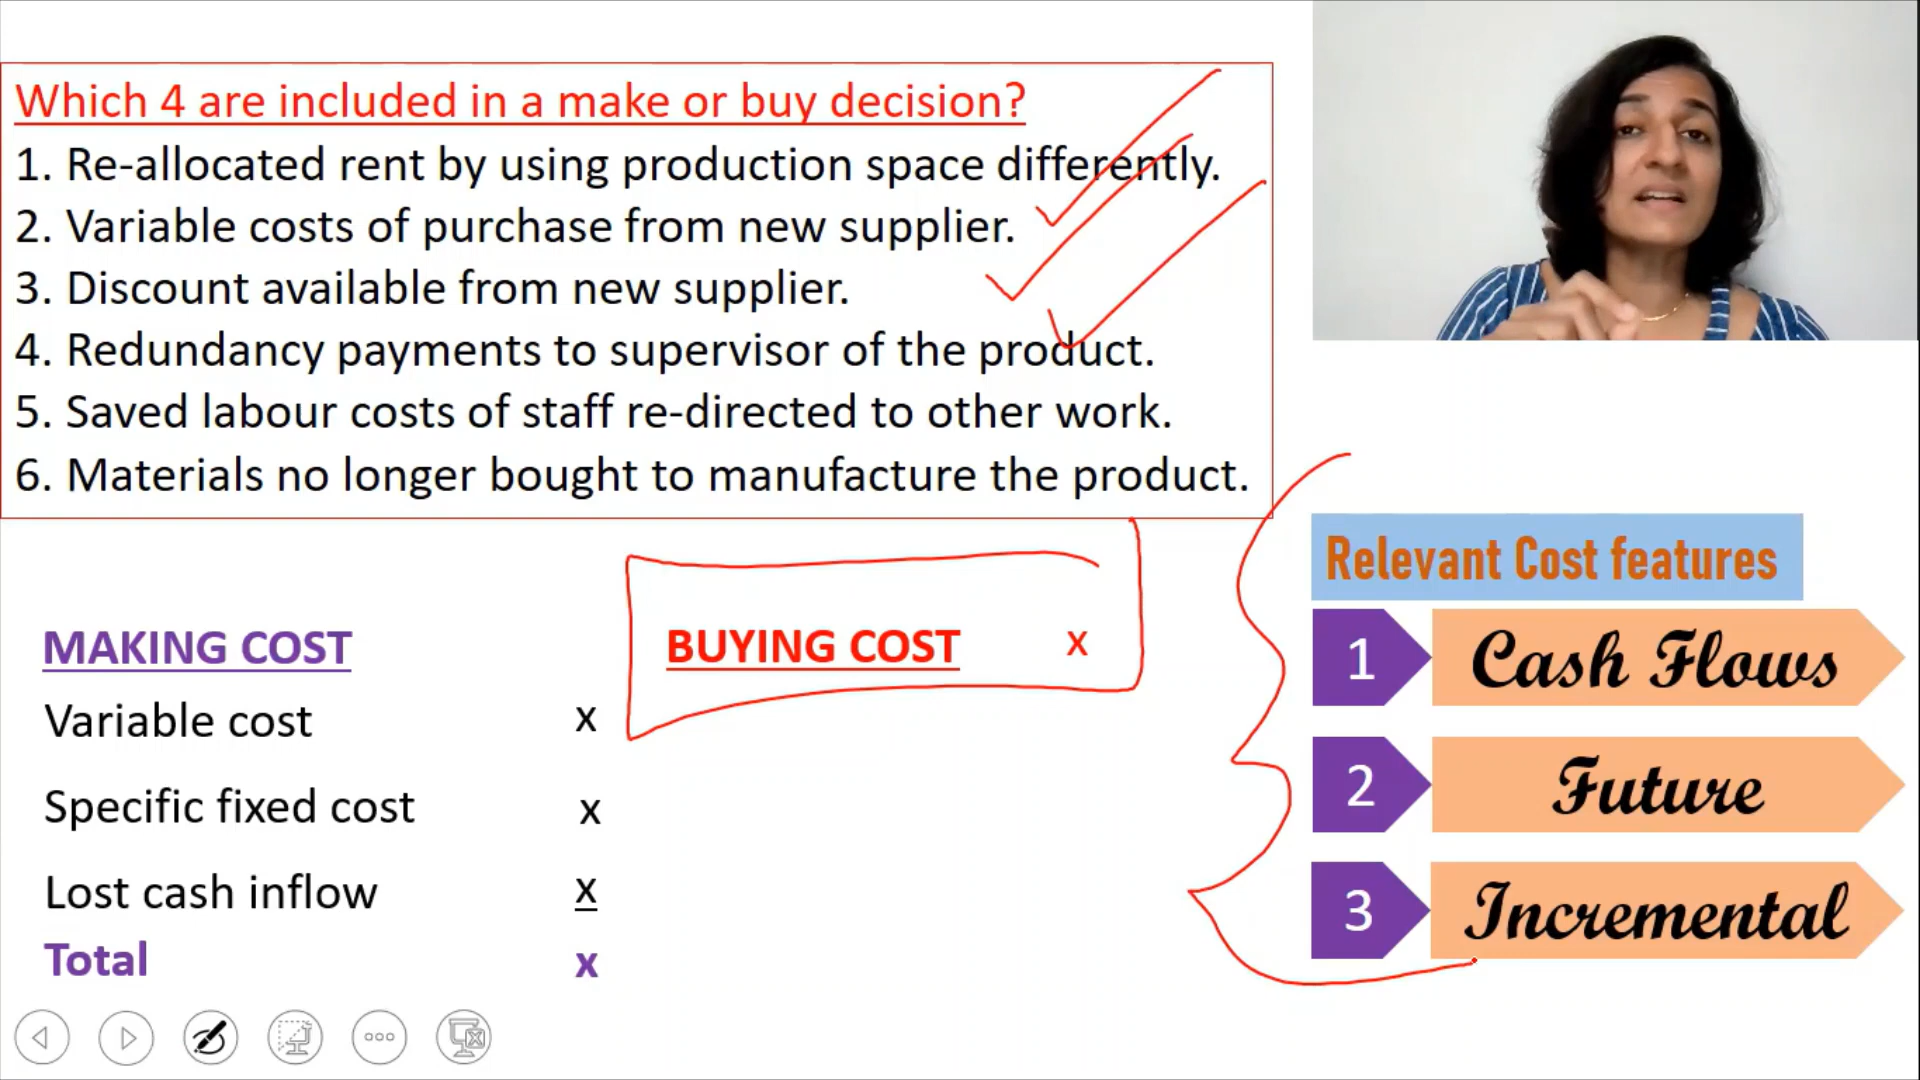 Which 4 are included in a make or buy decision?
1. Re-allocated rent by using production space differently.
2. Variable costs of purchase from new supplier.
3. Discount available from new supplier.
4. Redundancy payments to supervisor of the product.
5. Saved labour costs of staff re-directed to other work.
6. Materials no longer bought to manufacture the product.
MAKING COST
Variable cost x
Specific fixed cost x
Lost cash inflow x
Total x
BUYING COST x
Relevant Cost features
1 Cash Flows
2 Future
3 Incremental